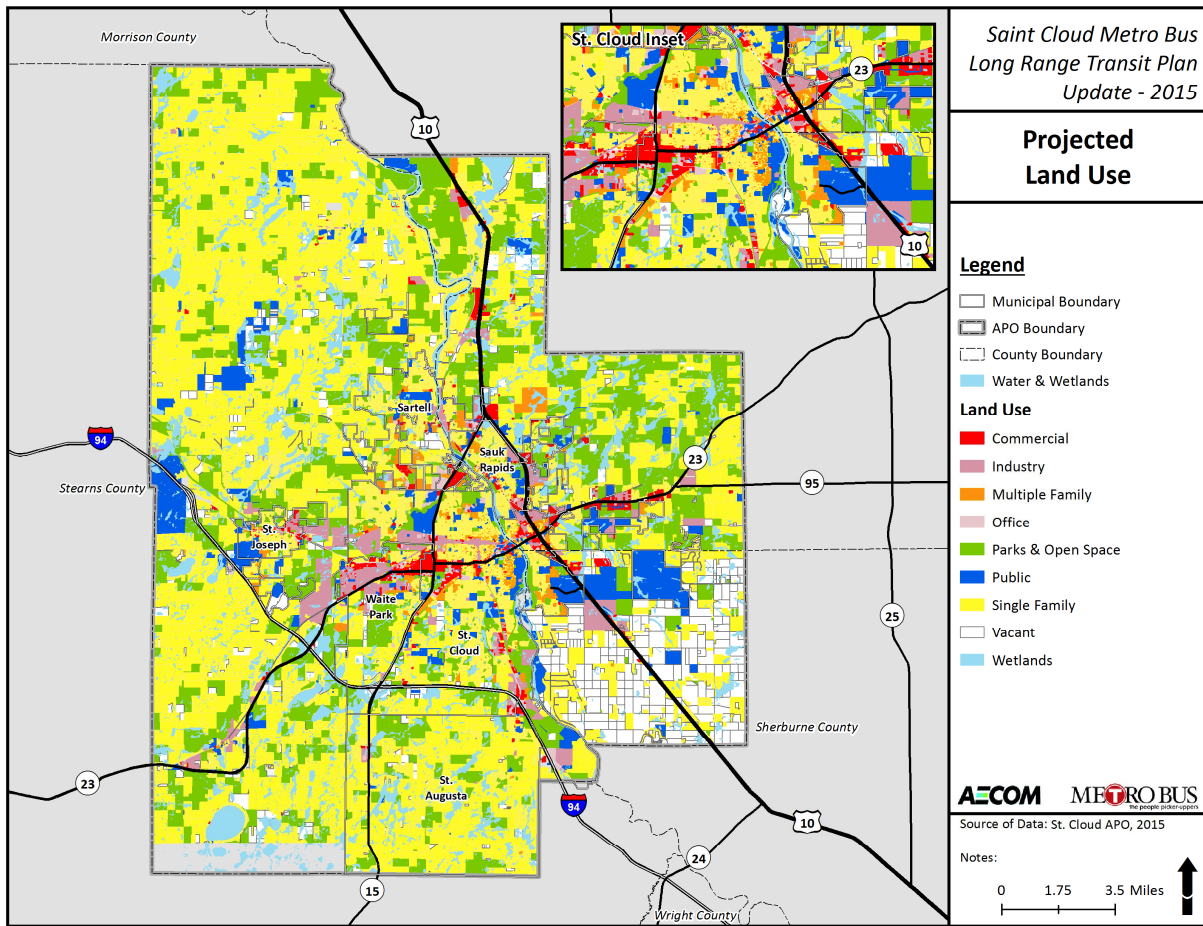 Morrison County
10
St. Cloud Inset
23
10
Sartell
Sauk
Rapids
94
23
95
Stearns County
St.
Joseph
Waite
Park
St.
Cloud
25
Sherburne County
St.
Augusta
23
94
10
24
15
Wright County
Saint Cloud Metro Bus
Long Range Transit Plan
Update - 2015
Projected
Land Use
Legend
Municipal Boundary
APO Boundary
County Boundary
Water & Wetlands
Land Use
Commercial
Industry
Multiple Family
Office
Parks & Open Space
Public
Single Family
Vacant
Wetlands
AECOM
METRO BUS
the people picker-uppers
Source of Data: St. Cloud APO, 2015
Notes:
0 1.75 3.5 Miles